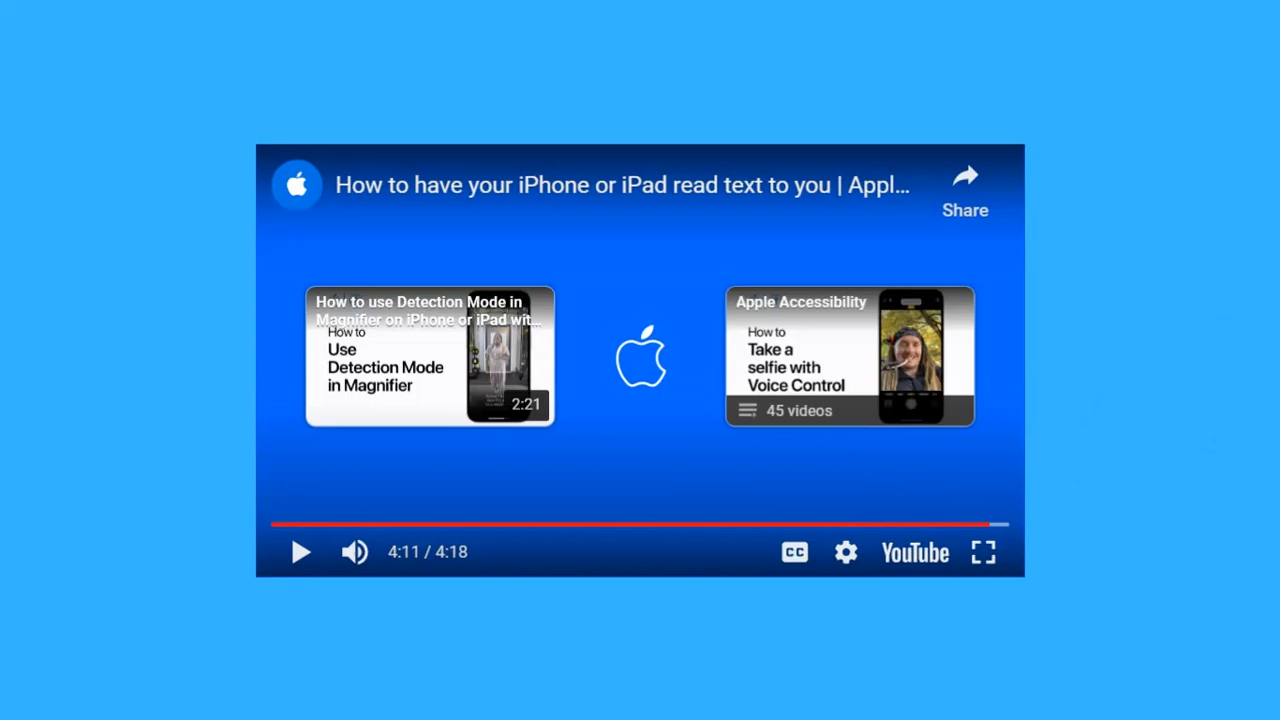 How to have your iPhone or iPad read text to you | Appl...
Share
How to use Detection Mode in
Magnifier on iPhone or iPad wit...
How to
Use
Detection Mode
in Magnifier
2:21
Apple Accessibility
How to
Take a
selfie with
Voice Control
45 videos
4:11 / 4:18
CC
YouTube